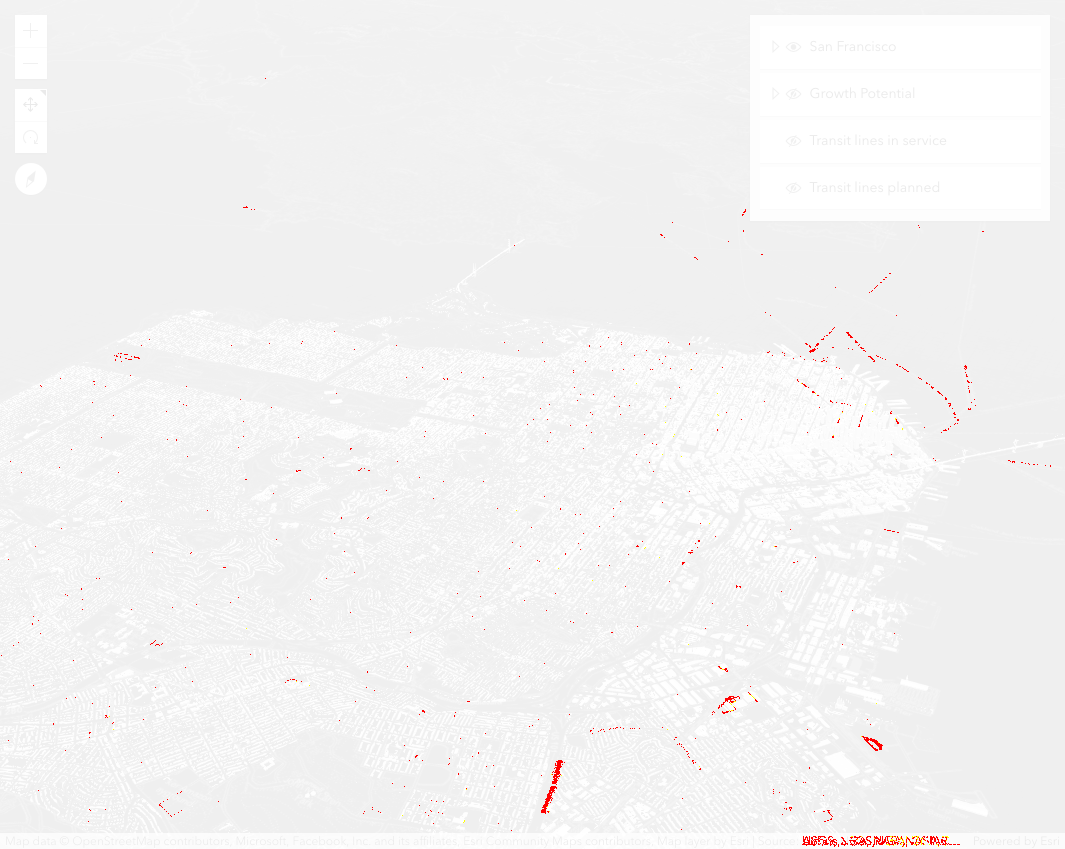 San Francisco
Growth Potential
Transit lines in service
Transit lines planned
Map data © OpenStreetMap contributors, Microsoft, Facebook, Inc. and its affiliates, Esri Community Maps contributors, Map layer by Esri | Source
Powered by Esri